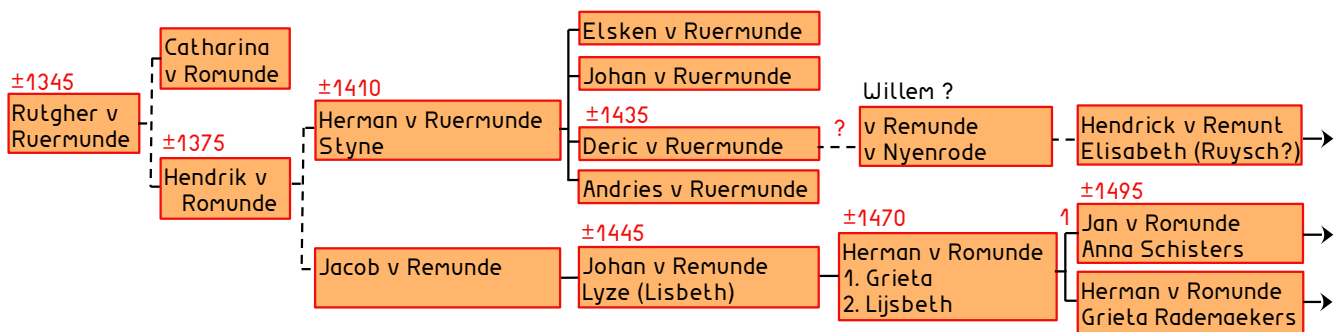 ±1345
Rutgher v
Ruermunde
Catharina
v Romunde
±1375
Hendrik v
Romunde
±1410
Herman v Ruermunde
Styne
Jacob v Remunde
Elsken v Ruermunde
Johan v Ruermunde
±1435
Deric v Ruermunde
Andries v Ruermunde
±1445
Johan v Remunde
Lyze (Lisbeth)
?
Willem ?
v Remunde
v Nyenrode
±1470
Herman v Romunde
1. Grieta
2. Lijsbeth
1
Hendrick v Remunt
Elisabeth (Ruysch?)
±1495
Jan v Romunde
Anna Schisters
Herman v Romunde
Grieta Rademaekers